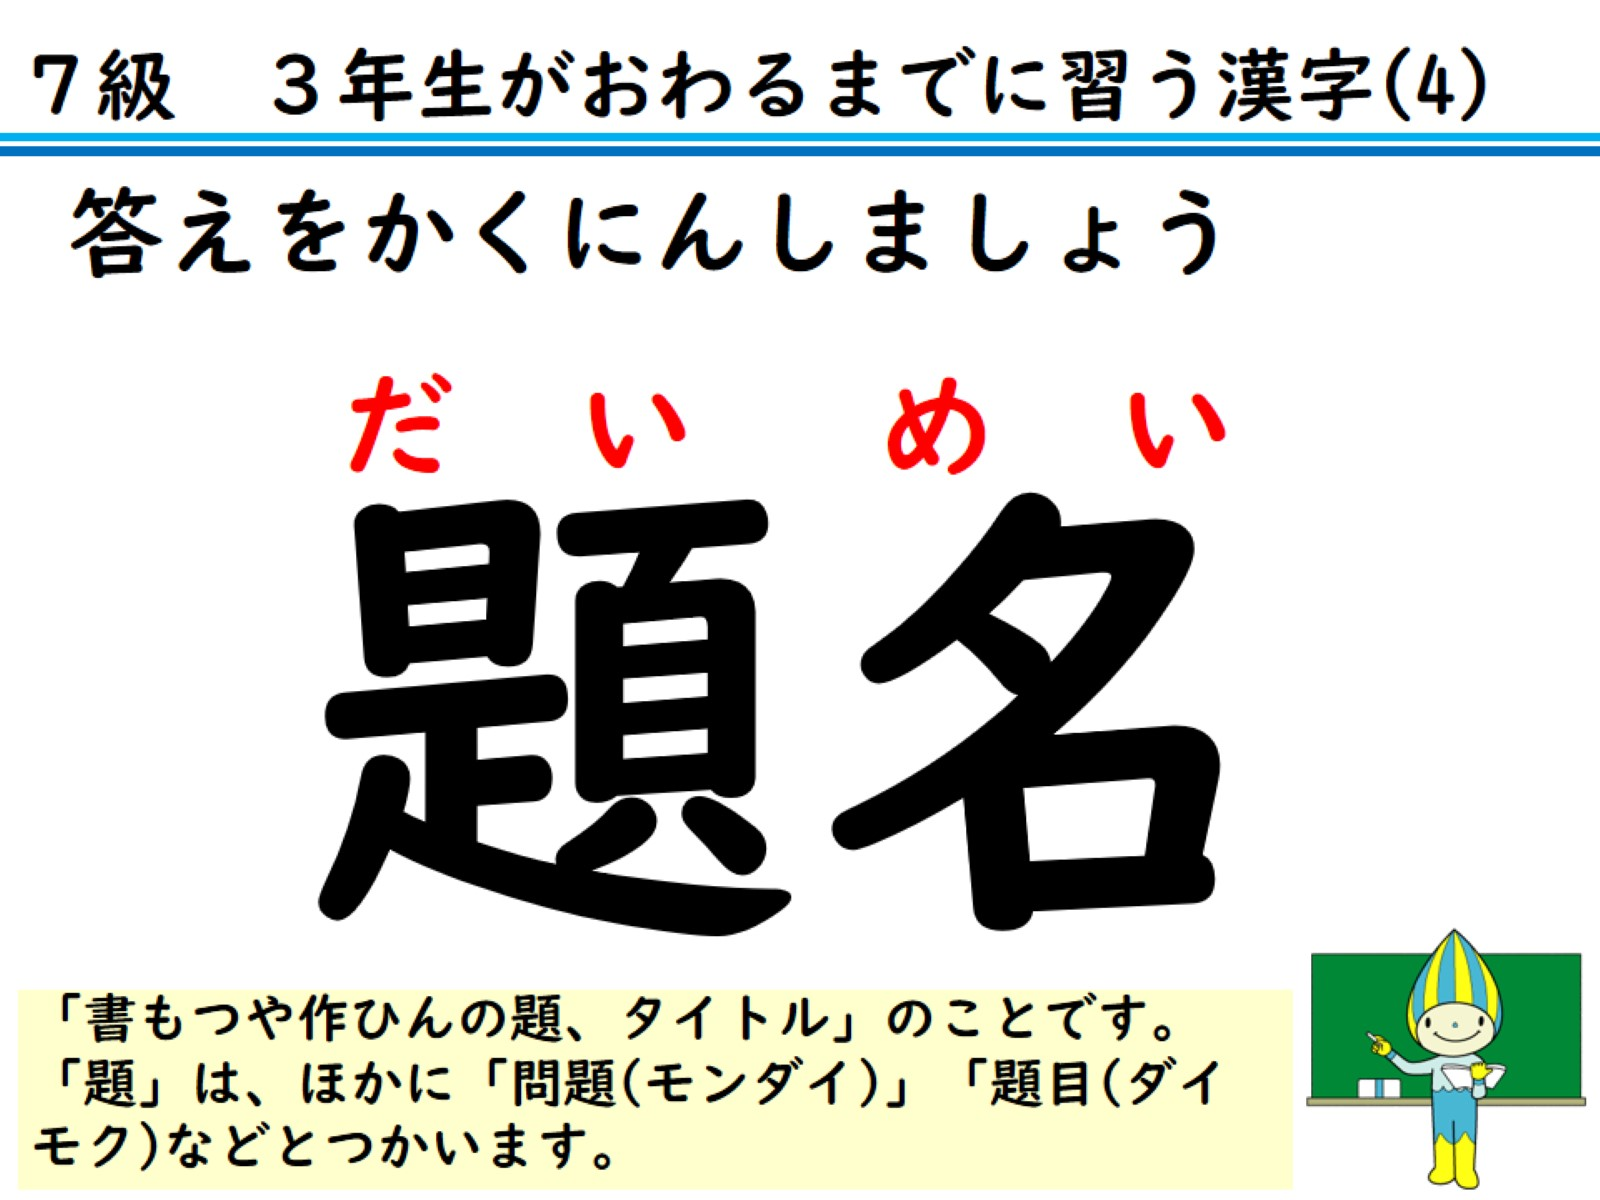 ７級　３年生がおわるまでに習う漢字(4)
答えをかくにんしましょう
だいめい
題名
「書もつや作ひんの題、タイトル」のことです。
「題」は、ほかに「問題(モンダイ)」「題目(ダイ
モク)などとつかいます。